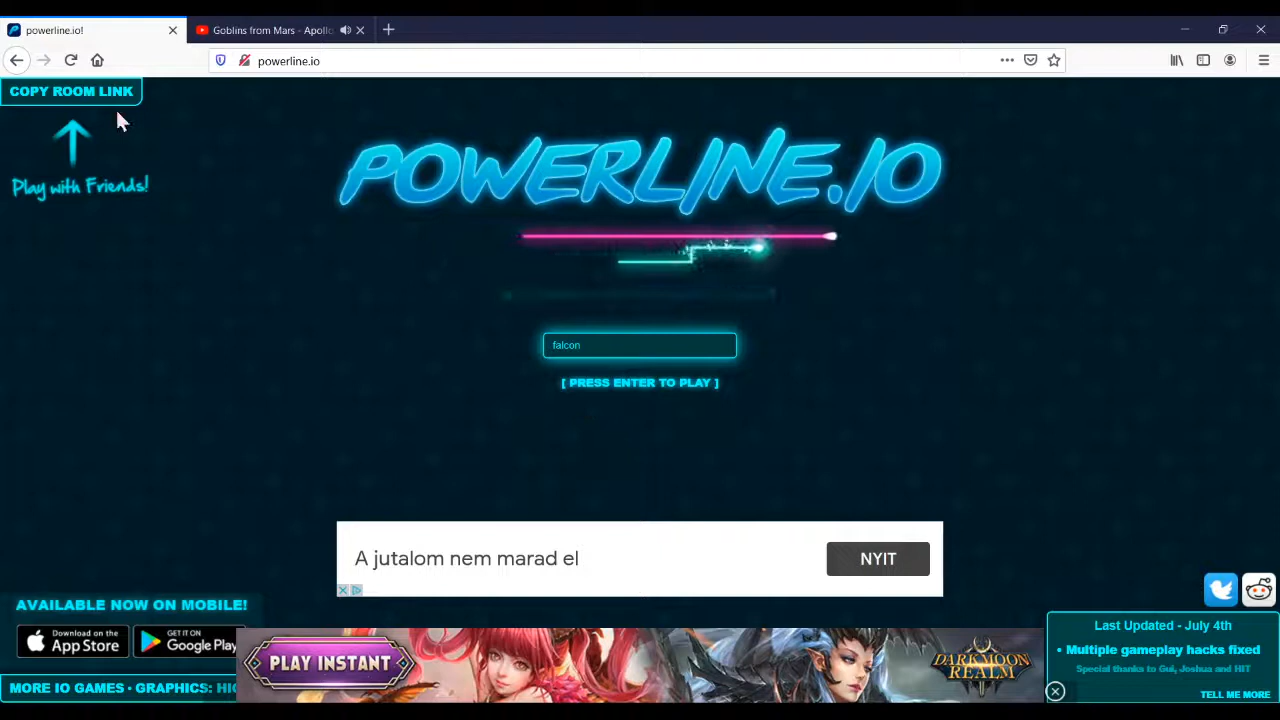 powerline.io!
Goblins from Mars - Apollo
powerline.io
COPY ROOM LINK
Play with Friends!
POWERLINE.IO
falcon
[ PRESS ENTER TO PLAY ]
A jutalom nem marad el
NYIT
AVAILABLE NOW ON MOBILE!
Download on the
App Store
GET IT ON
Google Play
PLAY INSTANT
DARKMOON
REALM
Last Updated - July 4th
• Multiple gameplay hacks fixed
Special thanks to Gui, Joshua and HIT
TELL ME MORE
MORE IO GAMES • GRAPHICS: HIG